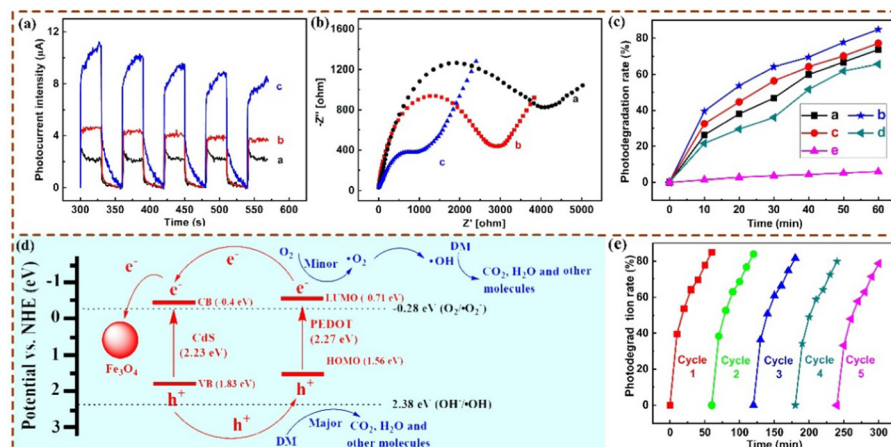 (a)
Photocurrent intensity (μA)
12
8
4
0
c
b
a
300 350 400 450 500 550 600
Time (s)
(b)
-Z'' [ohm]
1600
1200
800
400
0
a
b
c
0 1000 2000 3000 4000 5000
Z' [ohm]
(c)
Photodegradation rate (%)
80
60
40
20
0
a b
c d
e
0 10 20 30 40 50 60
Time (min)
(d)
Potential vs. NHE (eV)
-1
0
1
2
3
e⁻
e⁻
e⁻
CB (-0.4 eV)
Fe₃O₄
CdS
(2.23 eV)
VB (1.83 eV)
h⁺
h⁺
e⁻
LUMO (-0.71 eV)
PEDOT
(2.27 eV)
HOMO (1.56 eV)
h⁺
O₂
Minor
•O₂
•OH
DM
CO₂, H₂O and other
molecules
-0.28 eV (O₂/•O₂⁻)
2.38 eV (OH⁻/•OH)
DM
Major
CO₂, H₂O and
other molecules
(e)
Photodegradation rate (%)
80
60
40
20
0
Cycle
1
Cycle
2
Cycle
3
Cycle
4
Cycle
5
0 100 200 300
Time (min)